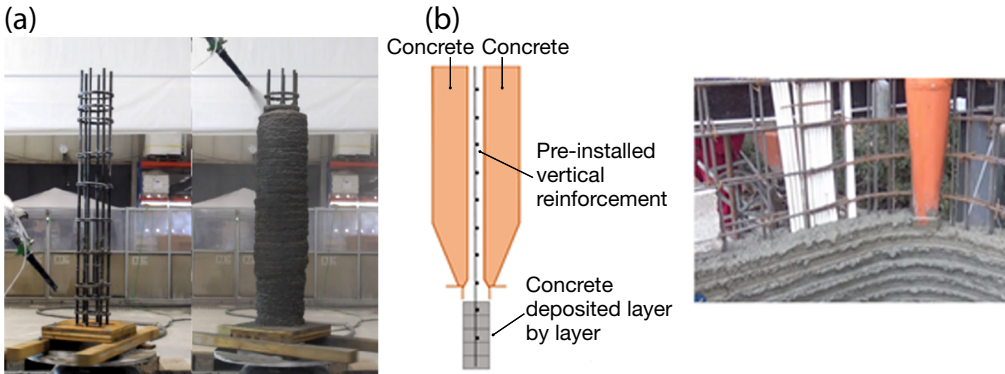 (a)
(b)
Concrete Concrete
Pre-installed
vertical
reinforcement
Concrete
deposited layer
by layer